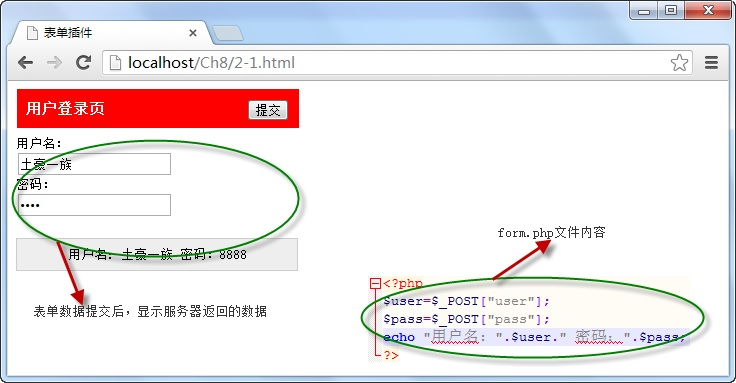 表单插件
localhost/Ch8/2-1.html
用户登录页
提交
用户名：
土豪一族
密码：
••••
用户名：土豪一族 密码：8888
表单数据提交后，显示服务器返回的数据
form.php文件内容
<?php
$user=$_POST["user"];
$pass=$_POST["pass"];
echo "用户名：".$user." 密码：".$pass;
?>